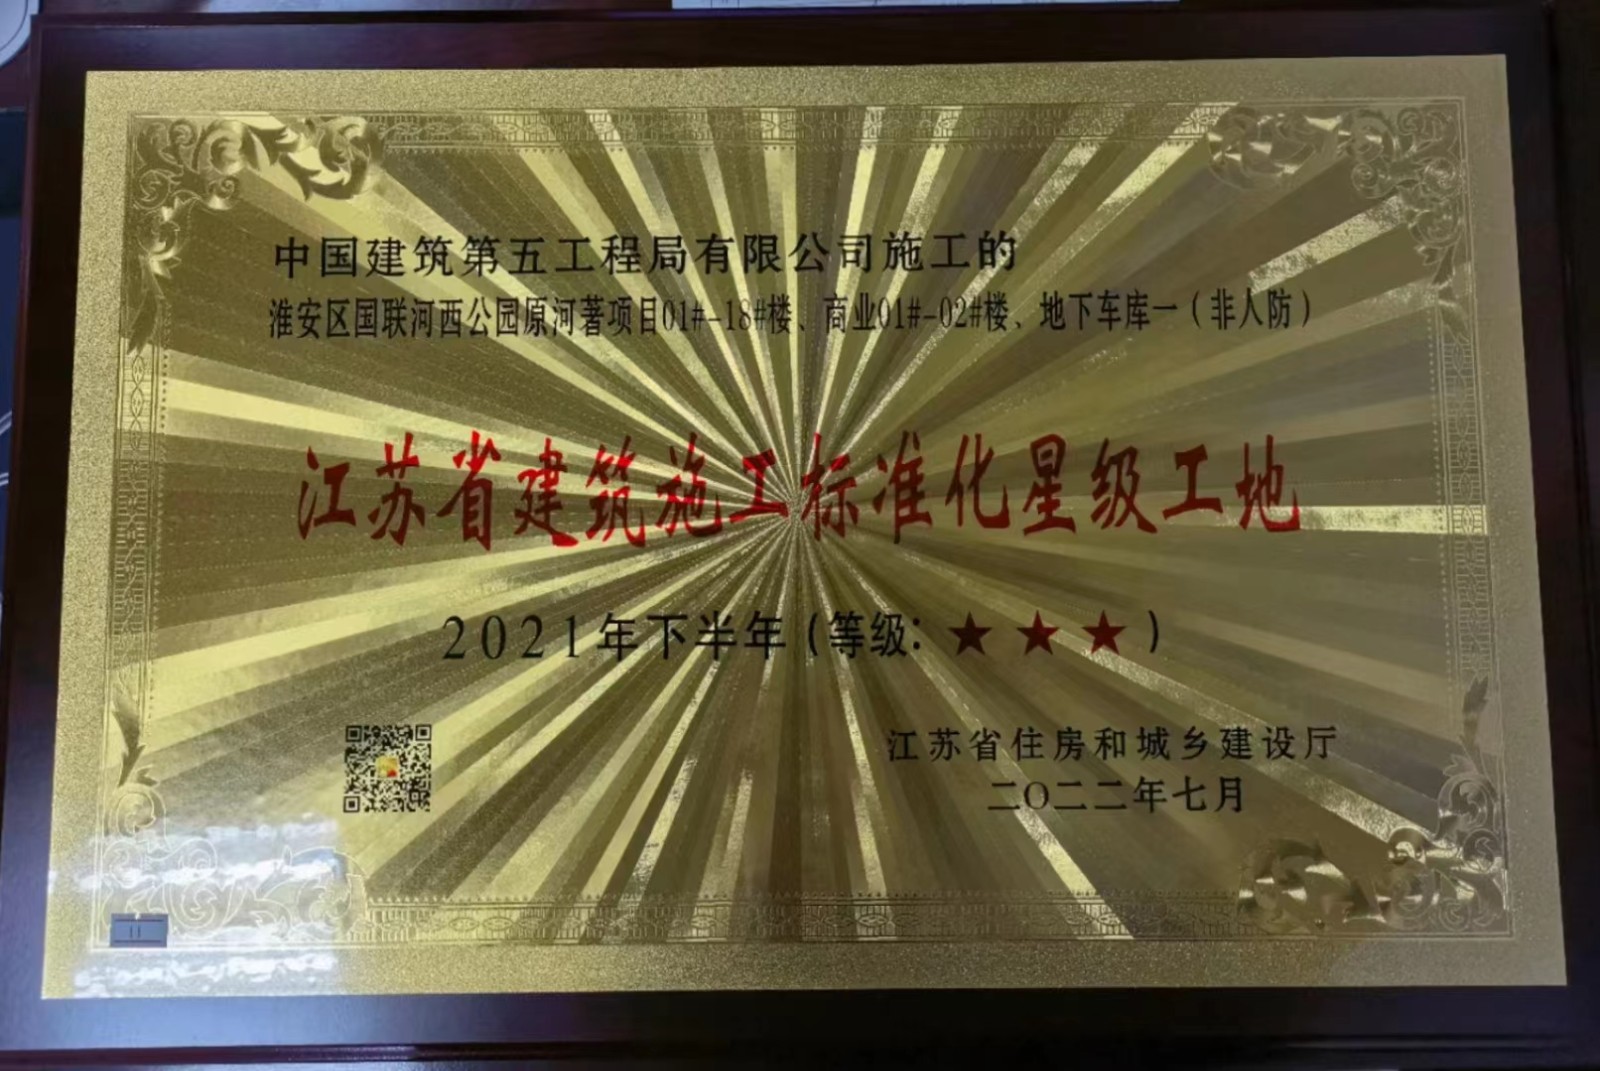 中国建筑第五工程局有限公司施工的
淮安区国联河西公园原河著项目01#-18#楼、商业01#-02#楼、地下车库一（非人防）
江苏省建筑施工标准化星级工地
2021年下半年（等级：★★★）
江苏省住房和城乡建设厅
二〇二二年七月
11